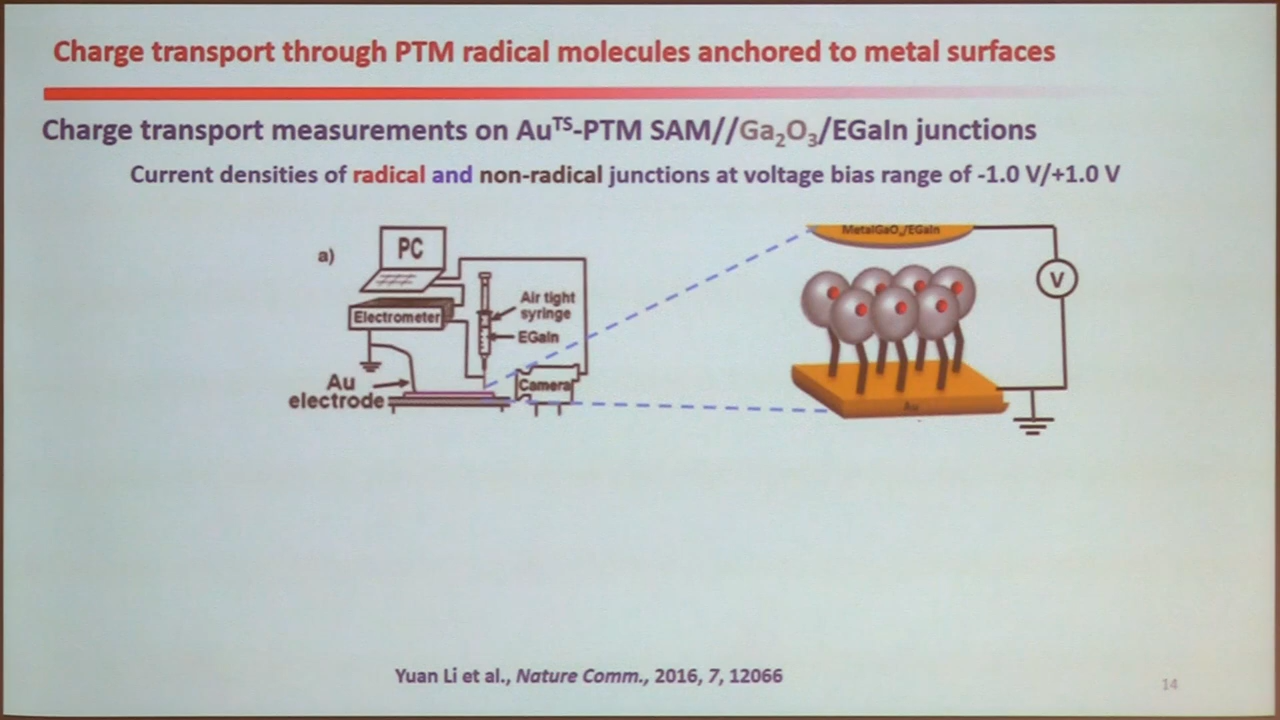 Charge transport through PTM radical molecules anchored to metal surfaces
Charge transport measurements on Auᵀˢ-PTM SAM//Ga₂O₃/EGaIn junctions
Current densities of radical and non-radical junctions at voltage bias range of -1.0 V/+1.0 V
a)
PC
Electrometer
Air tight
syringe
EGaIn
Au
electrode
Camera
MetalGaOₓ/EGaIn
V
Au
Yuan Li et al., Nature Comm., 2016, 7, 12066
14